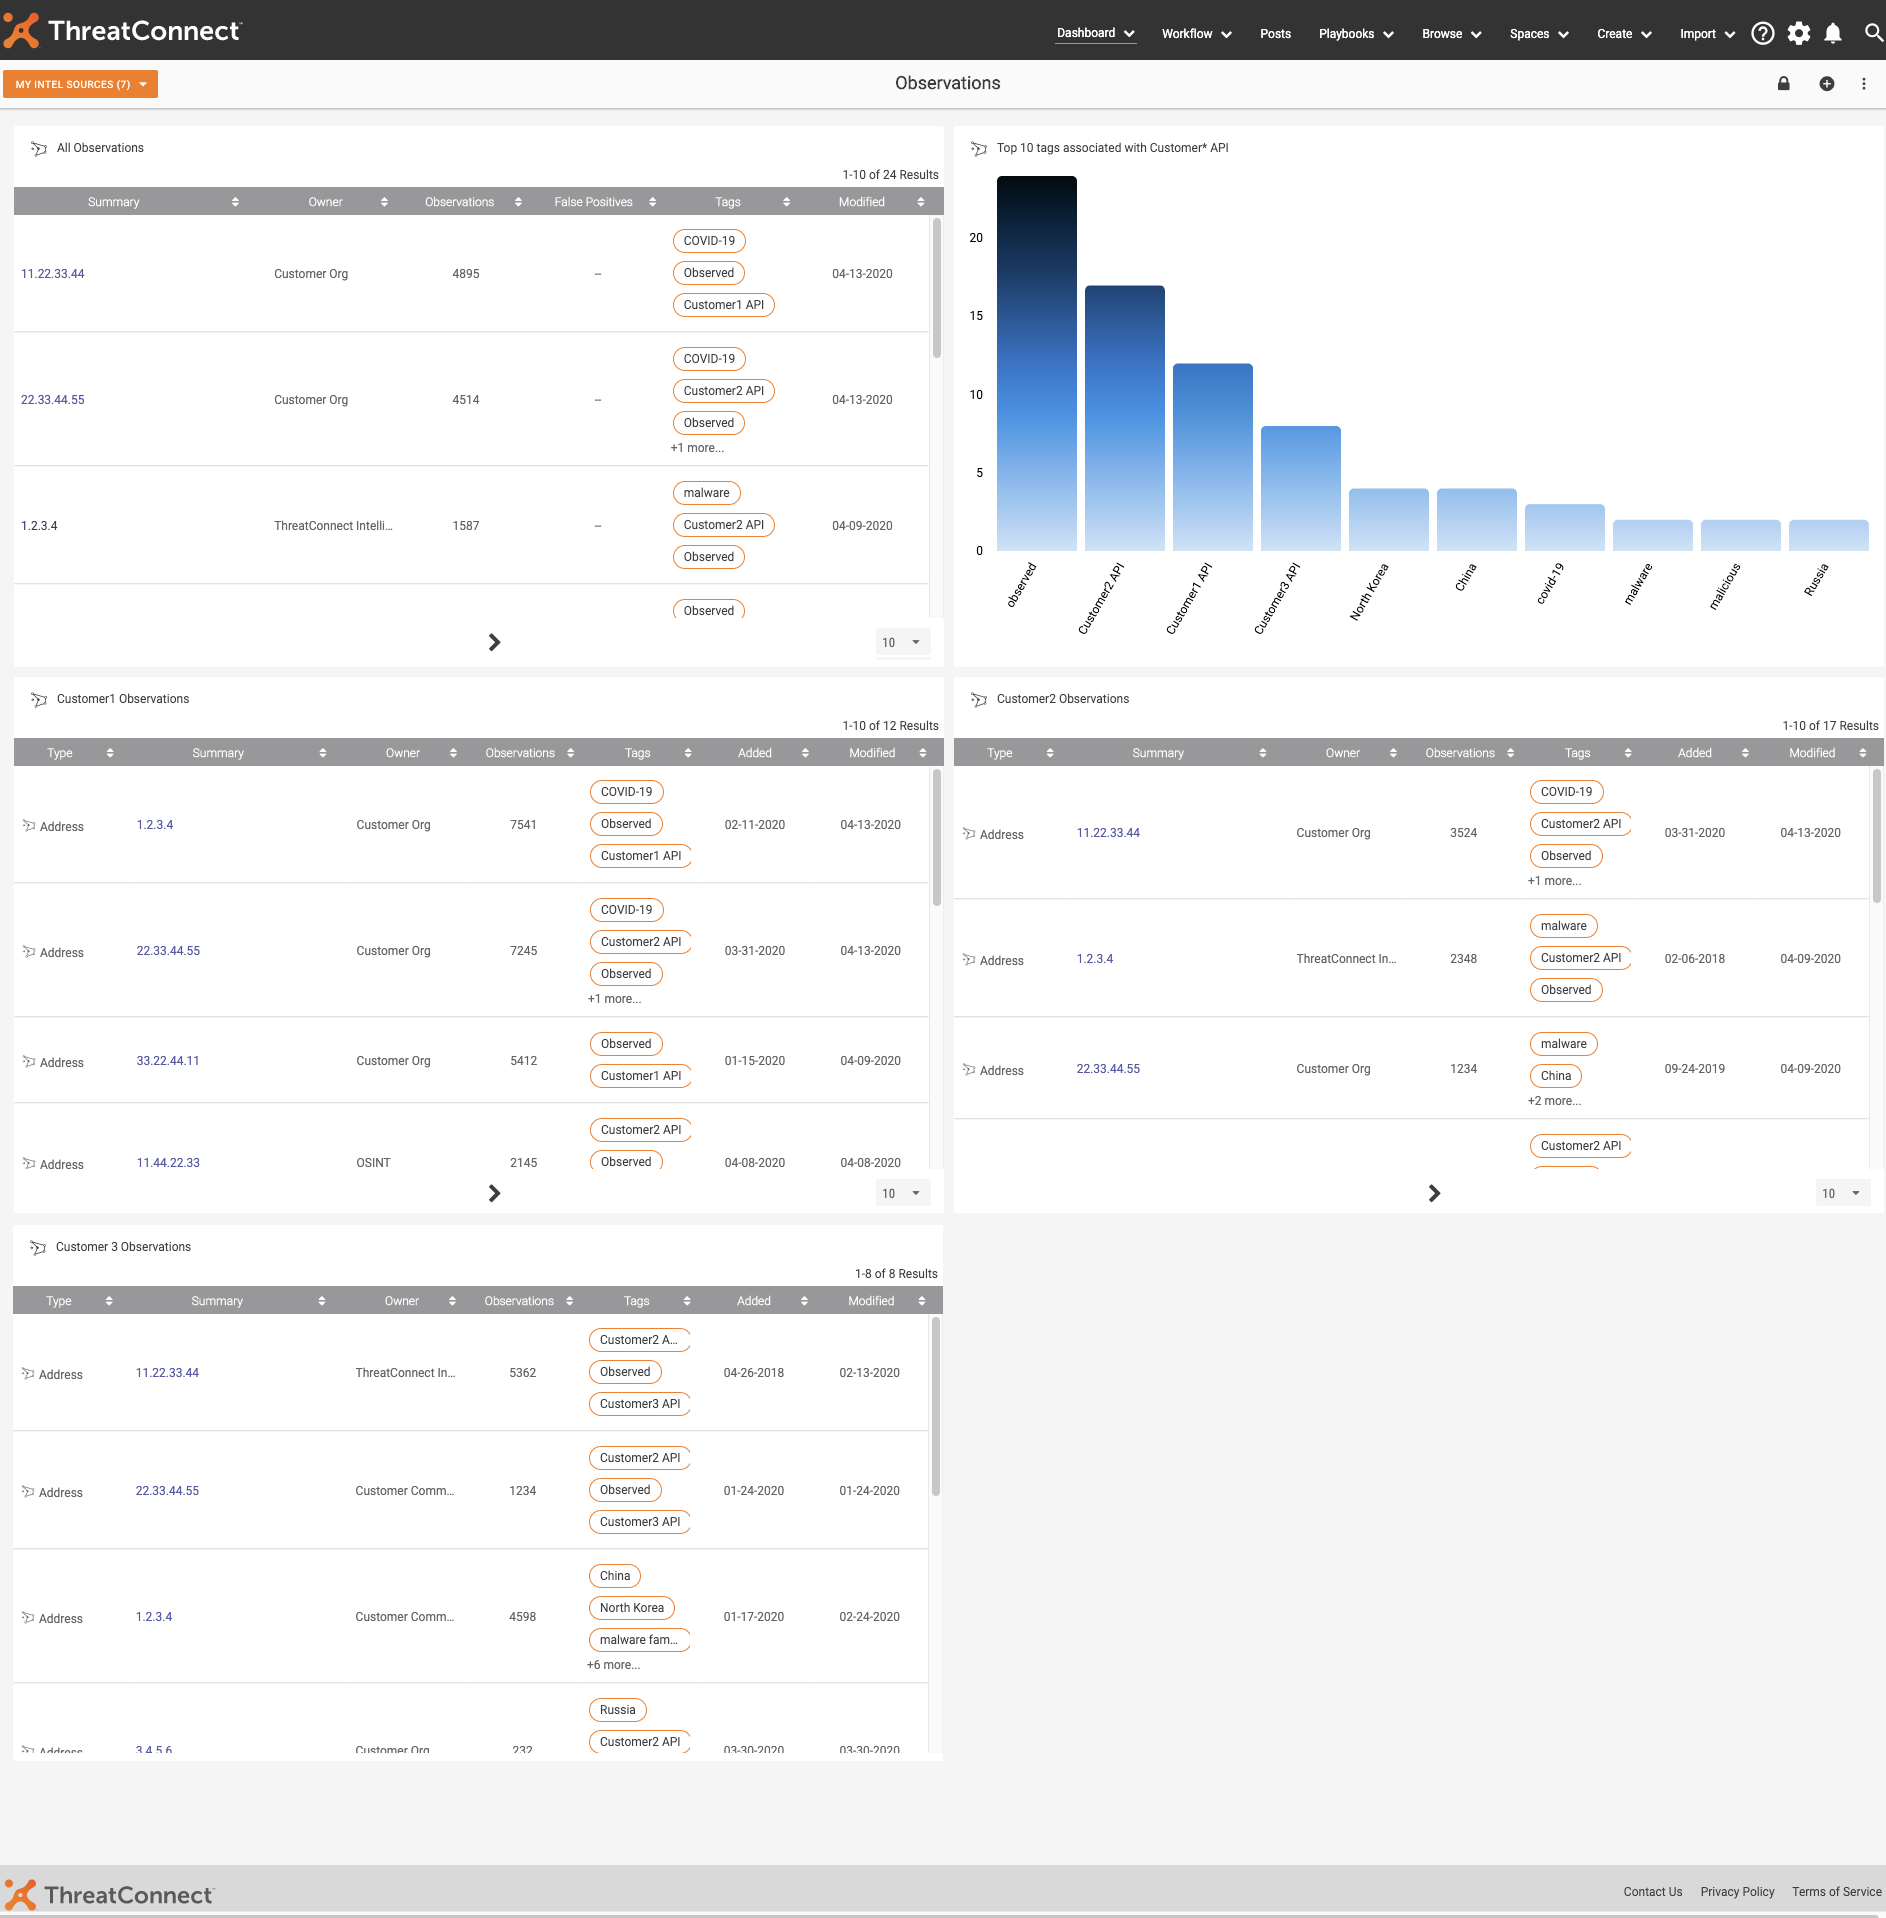 ThreatConnect™
Dashboard Workflow Posts Playbooks Browse Spaces Create Import
MY INTEL SOURCES (7)
Observations
All Observations
1-10 of 24 Results
Summary Owner Observations False Positives Tags Modified
11.22.33.44 Customer Org 4895 -- COVID-19 04-13-2020
Observed
Customer1 API
22.33.44.55 Customer Org 4514 -- COVID-19 04-13-2020
Customer2 API
Observed
+1 more...
1.2.3.4 ThreatConnect Intelli... 1587 -- malware 04-09-2020
Customer2 API
Observed
Observed
10
Top 10 tags associated with Customer* API
20
15
10
5
0
observed
Customer2 API
Customer1 API
Customer3 API
North Korea
China
covid-19
malware
malicious
Russia
Customer1 Observations
1-10 of 12 Results
Type Summary Owner Observations Tags Added Modified
Address 1.2.3.4 Customer Org 7541 COVID-19 02-11-2020 04-13-2020
Observed
Customer1 API
Address 22.33.44.55 Customer Org 7245 COVID-19 03-31-2020 04-13-2020
Customer2 API
Observed
+1 more...
Address 33.22.44.11 Customer Org 5412 Observed 01-15-2020 04-09-2020
Customer1 API
Address 11.44.22.33 OSINT 2145 Customer2 API 04-08-2020 04-08-2020
Observed
10
Customer2 Observations
1-10 of 17 Results
Type Summary Owner Observations Tags Added Modified
Address 11.22.33.44 Customer Org 3524 COVID-19 03-31-2020 04-13-2020
Customer2 API
Observed
+1 more...
Address 1.2.3.4 ThreatConnect In... 2348 malware 02-06-2018 04-09-2020
Customer2 API
Observed
Address 22.33.44.55 Customer Org 1234 malware 09-24-2019 04-09-2020
China
+2 more...
Customer2 API
10
Customer 3 Observations
1-8 of 8 Results
Type Summary Owner Observations Tags Added Modified
Address 11.22.33.44 ThreatConnect In... 5362 Customer2 A... 04-26-2018 02-13-2020
Observed
Customer3 API
Address 22.33.44.55 Customer Comm... 1234 Customer2 API 01-24-2020 01-24-2020
Observed
Customer3 API
Address 1.2.3.4 Customer Comm... 4598 China 01-17-2020 02-24-2020
North Korea
malware fam...
+6 more...
Russia
Address 3.4.5.6 Customer Org 232 Customer2 API 03-30-2020 03-30-2020
ThreatConnect™
Contact Us Privacy Policy Terms of Service